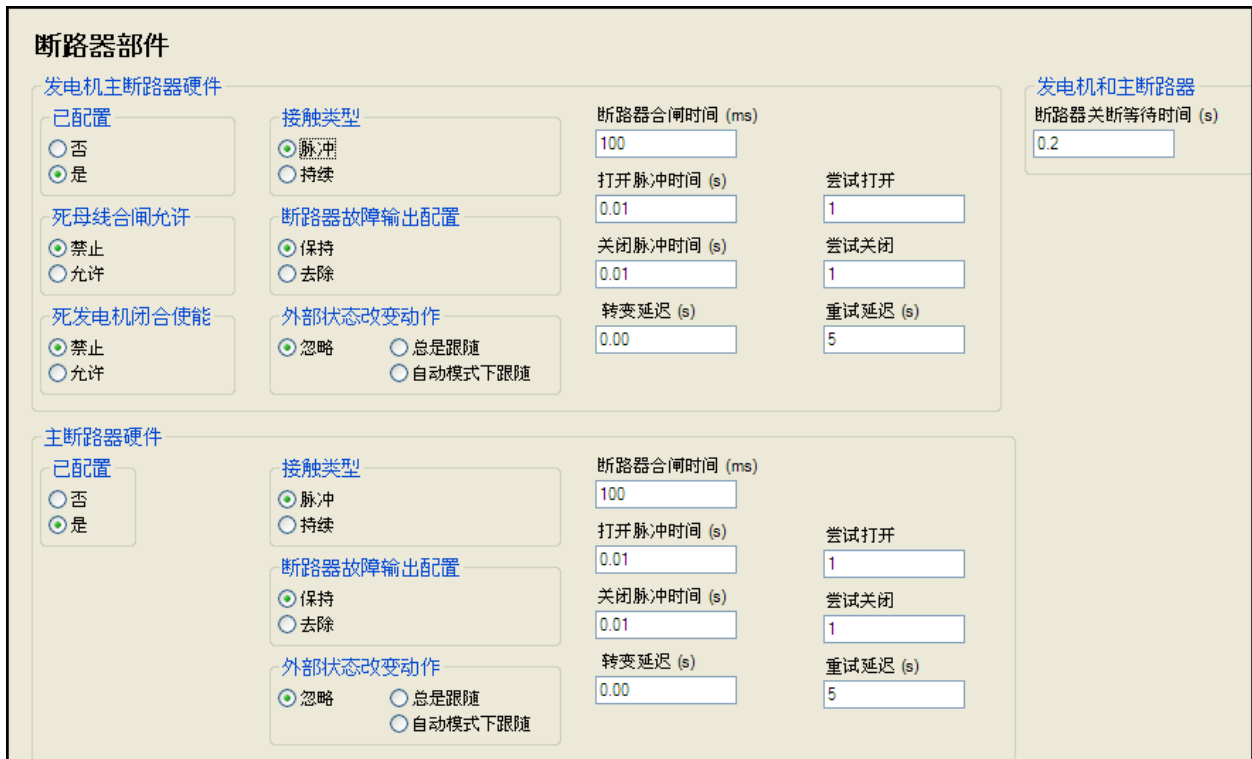 断路器部件
发电机主断路器硬件
已配置
否
是
死母线合闸允许
禁止
允许
死发电机闭合使能
禁止
允许
接触类型
脉冲
持续
断路器故障输出配置
保持
去除
外部状态改变动作
忽略 总是跟随
自动模式下跟随
断路器合闸时间 (ms)
100
打开脉冲时间 (s) 尝试打开
0.01 1
关闭脉冲时间 (s) 尝试关闭
0.01 1
转变延迟 (s) 重试延迟 (s)
0.00 5
发电机和主断路器
断路器关断等待时间 (s)
0.2
主断路器硬件
已配置
否
是
接触类型
脉冲
持续
断路器故障输出配置
保持
去除
外部状态改变动作
忽略 总是跟随
自动模式下跟随
断路器合闸时间 (ms)
100
打开脉冲时间 (s) 尝试打开
0.01 1
关闭脉冲时间 (s) 尝试关闭
0.01 1
转变延迟 (s) 重试延迟 (s)
0.00 5